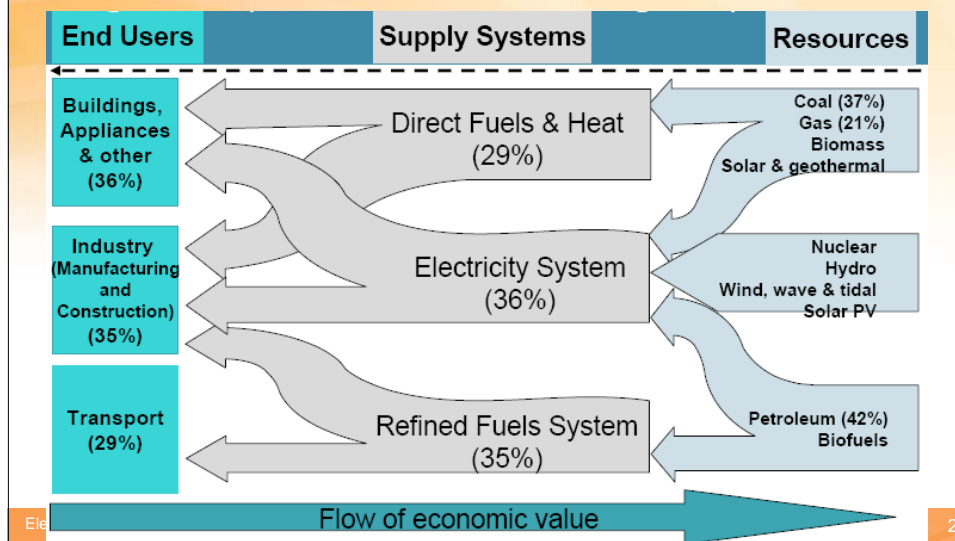 End Users
Supply Systems
Resources
Buildings,
Appliances
& other
(36%)
Direct Fuels & Heat
(29%)
Coal (37%)
Gas (21%)
Biomass
Solar & geothermal
Industry
(Manufacturing
and
Construction)
(35%)
Electricity System
(36%)
Nuclear
Hydro
Wind, wave & tidal
Solar PV
Transport
(29%)
Refined Fuels System
(35%)
Petroleum (42%)
Biofuels
Flow of economic value